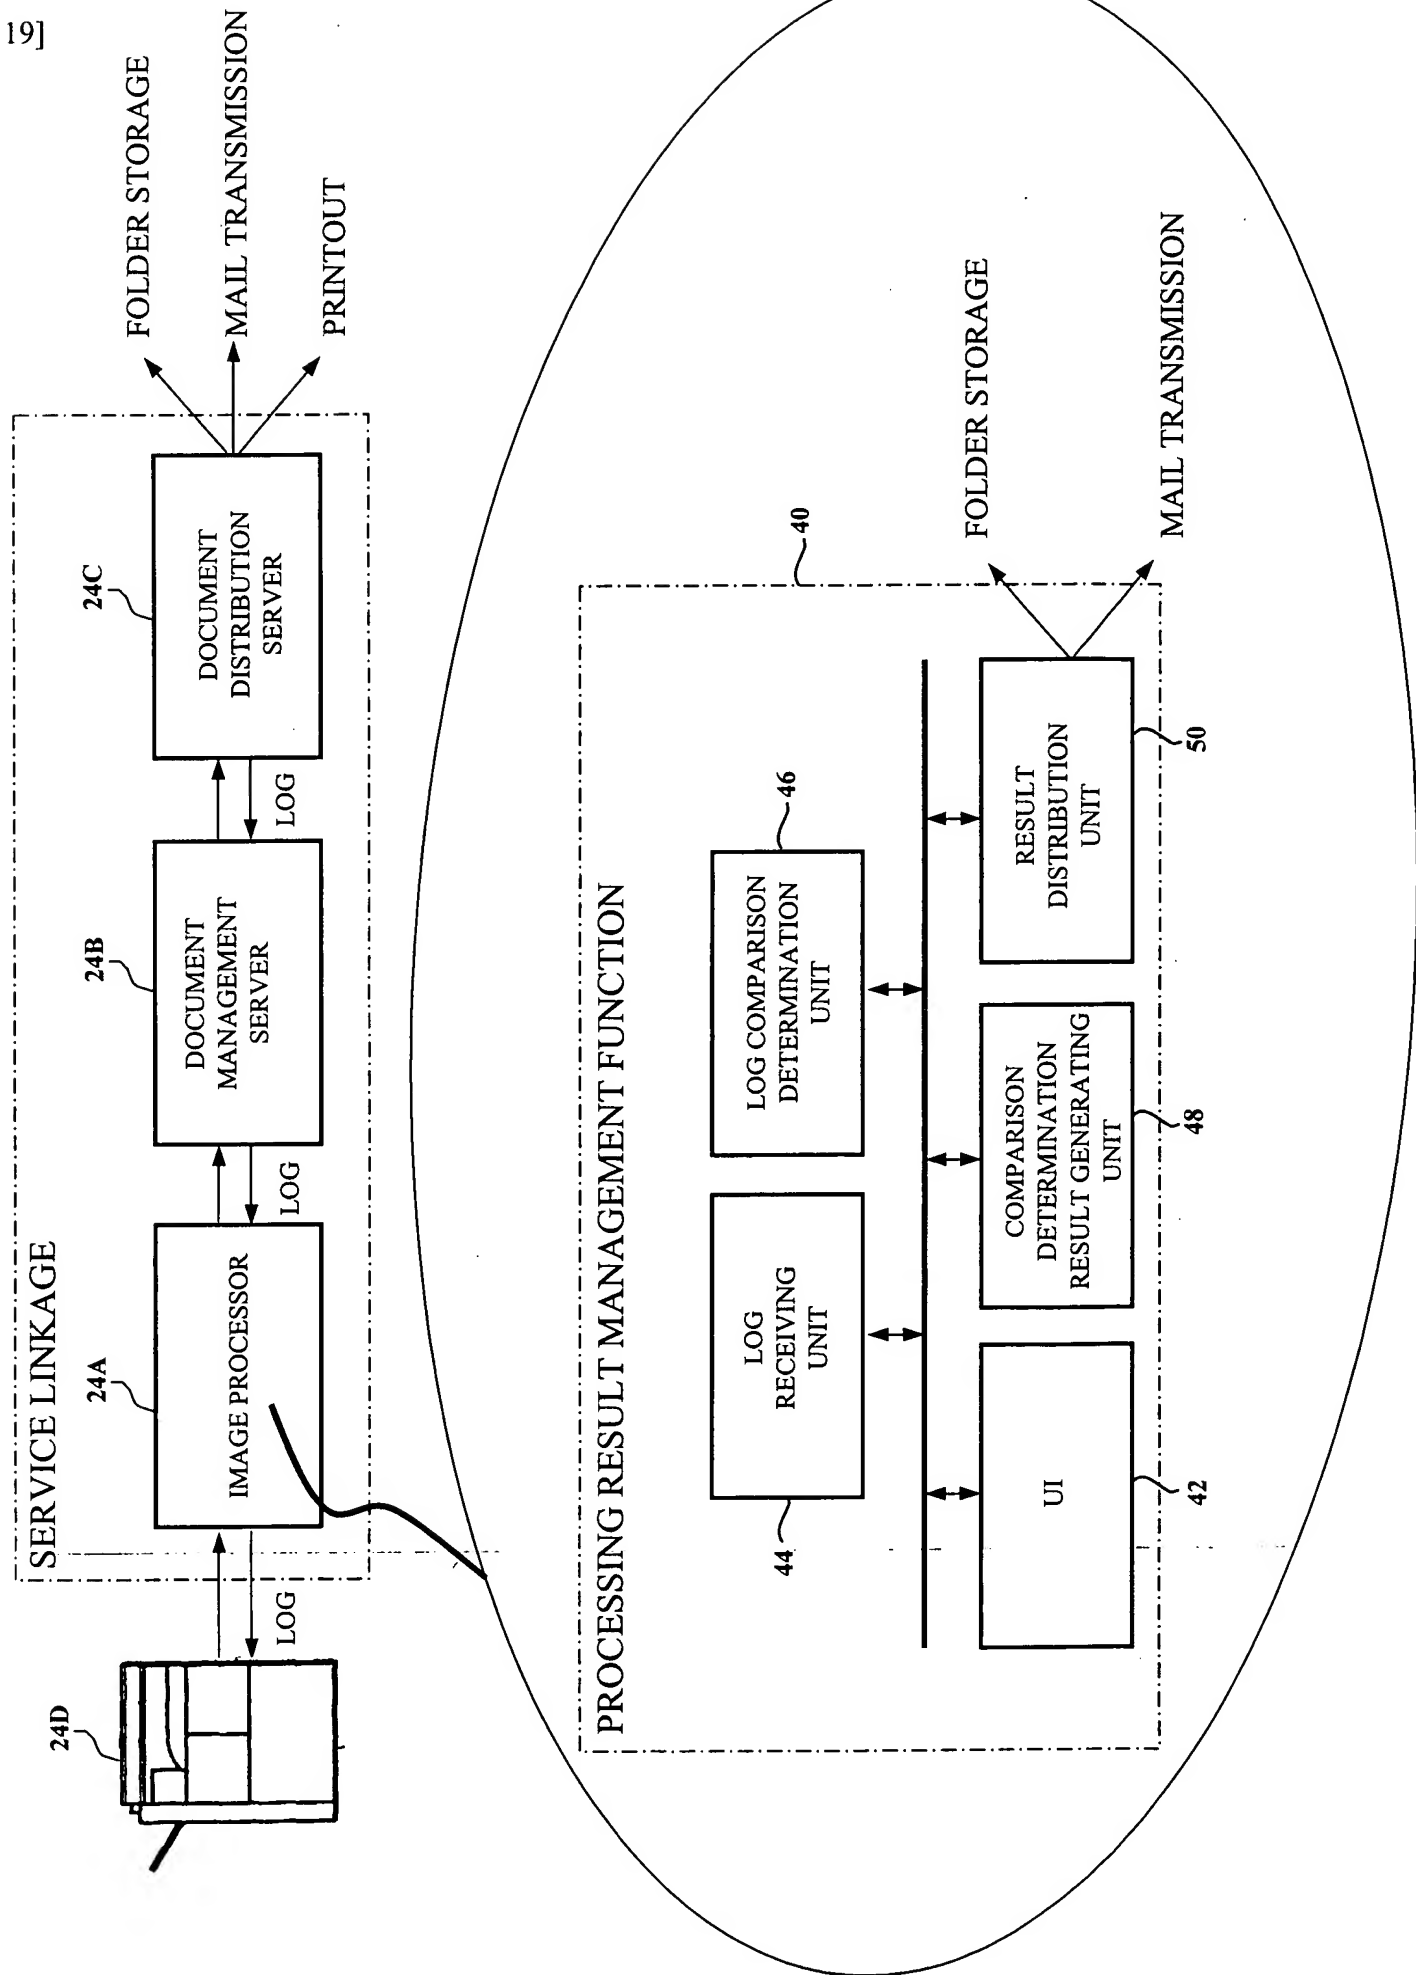 19]
SERVICE LINKAGE
24D
LOG
24A
IMAGE PROCESSOR
LOG
24B
DOCUMENT
MANAGEMENT
SERVER
LOG
24C
DOCUMENT
DISTRIBUTION
SERVER
FOLDER STORAGE
MAIL TRANSMISSION
PRINTOUT
PROCESSING RESULT MANAGEMENT FUNCTION
40
44
LOG
RECEIVING
UNIT
46
LOG COMPARISON
DETERMINATION
UNIT
UI
42
COMPARISON
DETERMINATION
RESULT GENERATING
UNIT
48
RESULT
DISTRIBUTION
UNIT
50
FOLDER STORAGE
MAIL TRANSMISSION